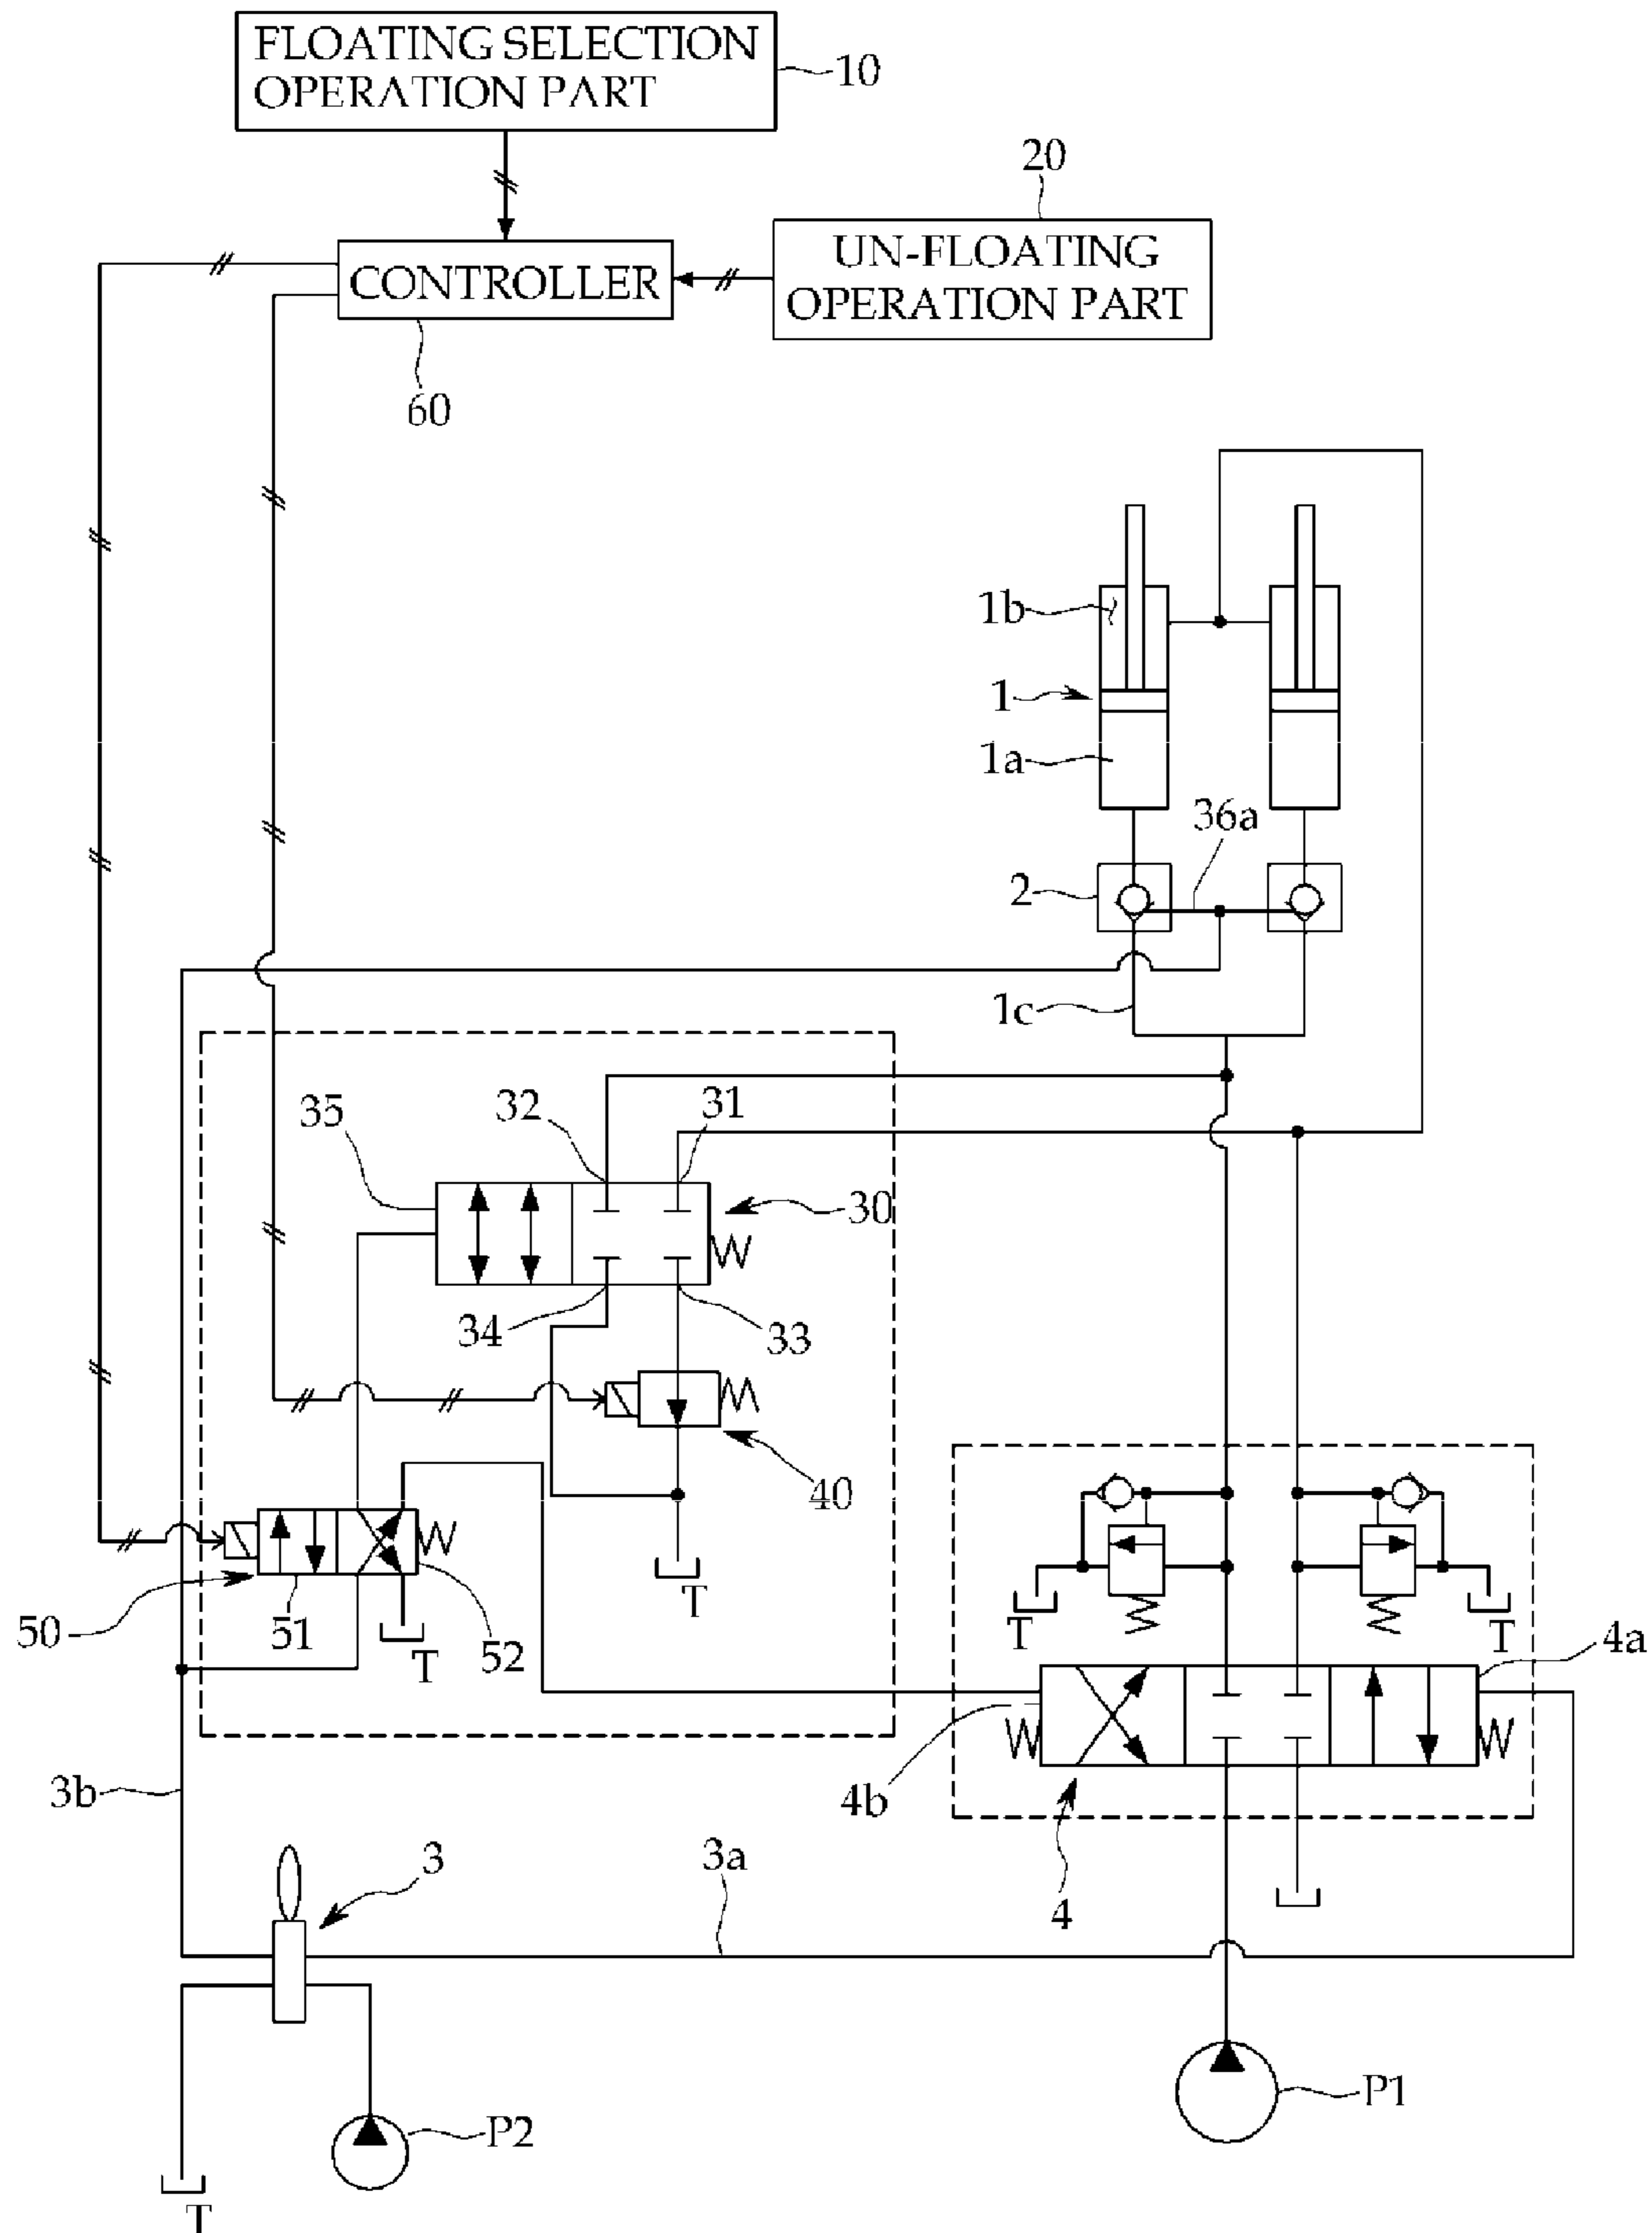 FLOATING SELECTION
OPERATION PART
10
20
UN-FLOATING
OPERATION PART
CONTROLLER
60
1b
1
1a
36a
2
1c
35
32
31
30
34
33
40
T
50
51
52
T
T
T
4a
4b
4
3b
3
3a
P1
P2
T